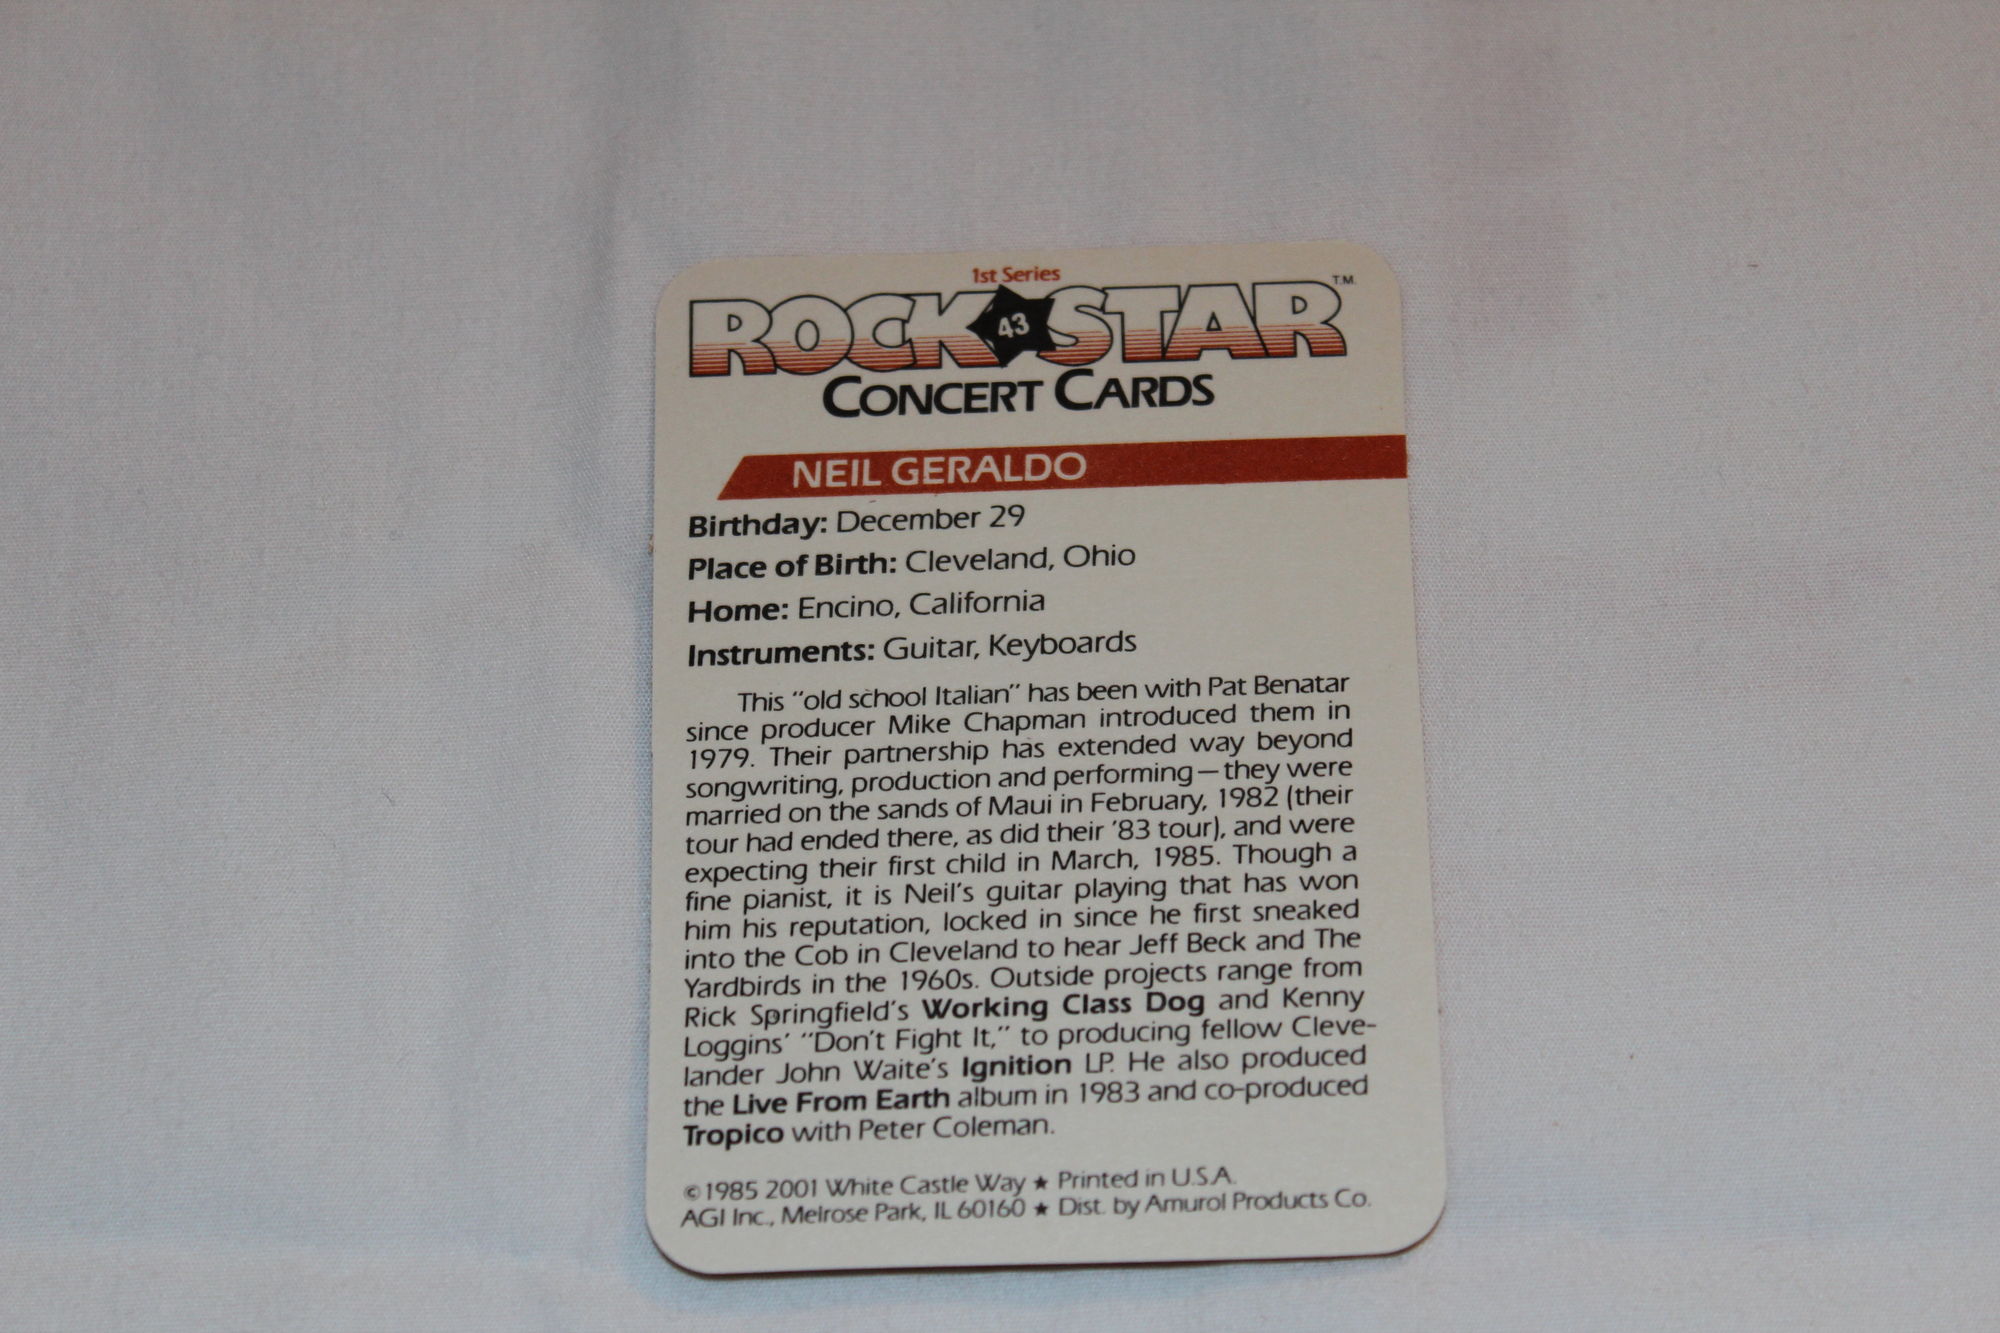 1st Series
ROCK 43 STAR T.M.
CONCERT CARDS
NEIL GERALDO
Birthday: December 29
Place of Birth: Cleveland, Ohio
Home: Encino, California
Instruments: Guitar, Keyboards
This "old school Italian" has been with Pat Benatar
since producer Mike Chapman introduced them in
1979. Their partnership has extended way beyond
songwriting, production and performing—they were
married on the sands of Maui in February, 1982 (their
tour had ended there, as did their '83 tour), and were
expecting their first child in March, 1985. Though a
fine pianist, it is Neil's guitar playing that has won
him his reputation, locked in since he first sneaked
into the Cob in Cleveland to hear Jeff Beck and The
Yardbirds in the 1960s. Outside projects range from
Rick Springfield's Working Class Dog and Kenny
Loggins' "Don't Fight It," to producing fellow Cleve-
lander John Waite's Ignition LP. He also produced
the Live From Earth album in 1983 and co-produced
Tropico with Peter Coleman.
©1985 2001 White Castle Way ★ Printed in U.S.A.
AGI Inc., Melrose Park, IL 60160 ★ Dist. by Amurol Products Co.